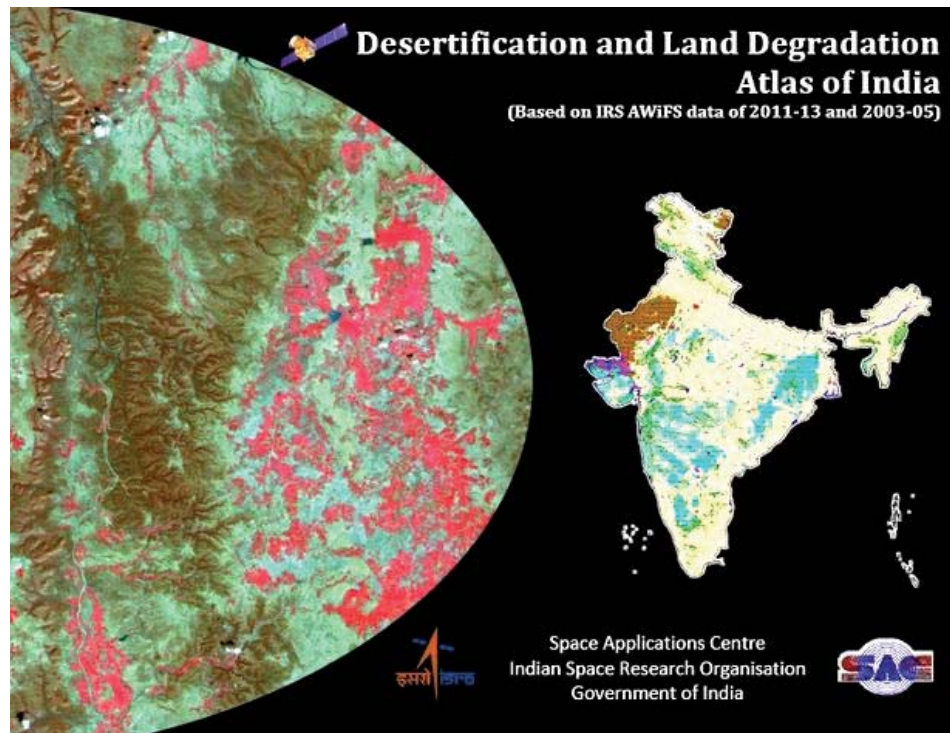 Desertification and Land Degradation
Atlas of India
(Based on IRS AWiFS data of 2011-13 and 2003-05)
Space Applications Centre
Indian Space Research Organisation
Government of India
इसरो isro
SAC